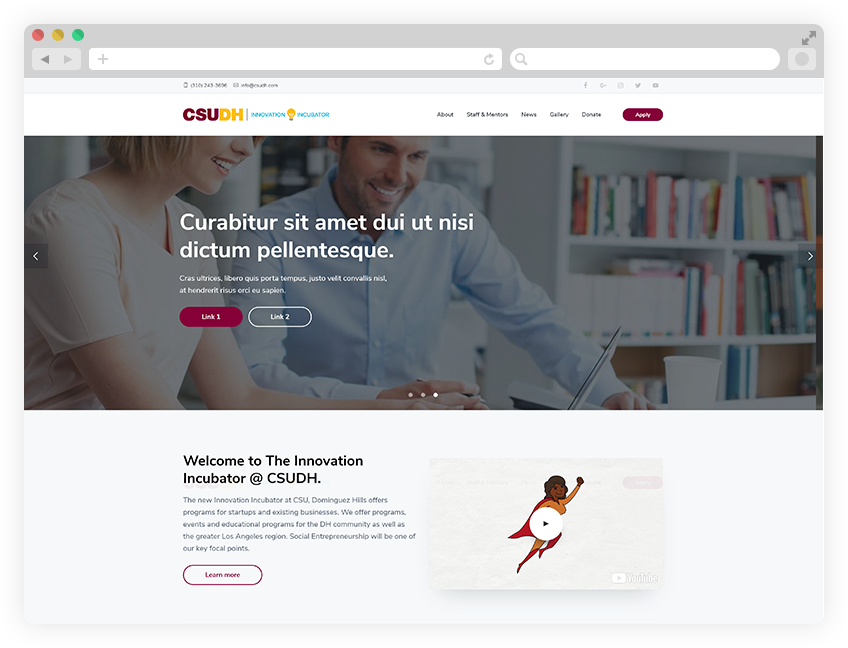 (310) 243-3696 info@csudh.com
CSUDH INNOVATION INCUBATOR
About Staff & Mentors News Gallery Donate Apply
Curabitur sit amet dui ut nisi
dictum pellentesque.
Cras ultrices, libero quis porta tempus, justo velit convallis nisl,
at hendrerit risus orci eu sapien.
Link 1 Link 2
Welcome to The Innovation
Incubator @ CSUDH.
The new Innovation Incubator at CSU, Dominguez Hills offers
programs for startups and existing businesses. We offer programs,
events and educational programs for the DH community as well as
the greater Los Angeles region. Social Entrepreneurship will be one of
our key focal points.
Learn more
YouTube